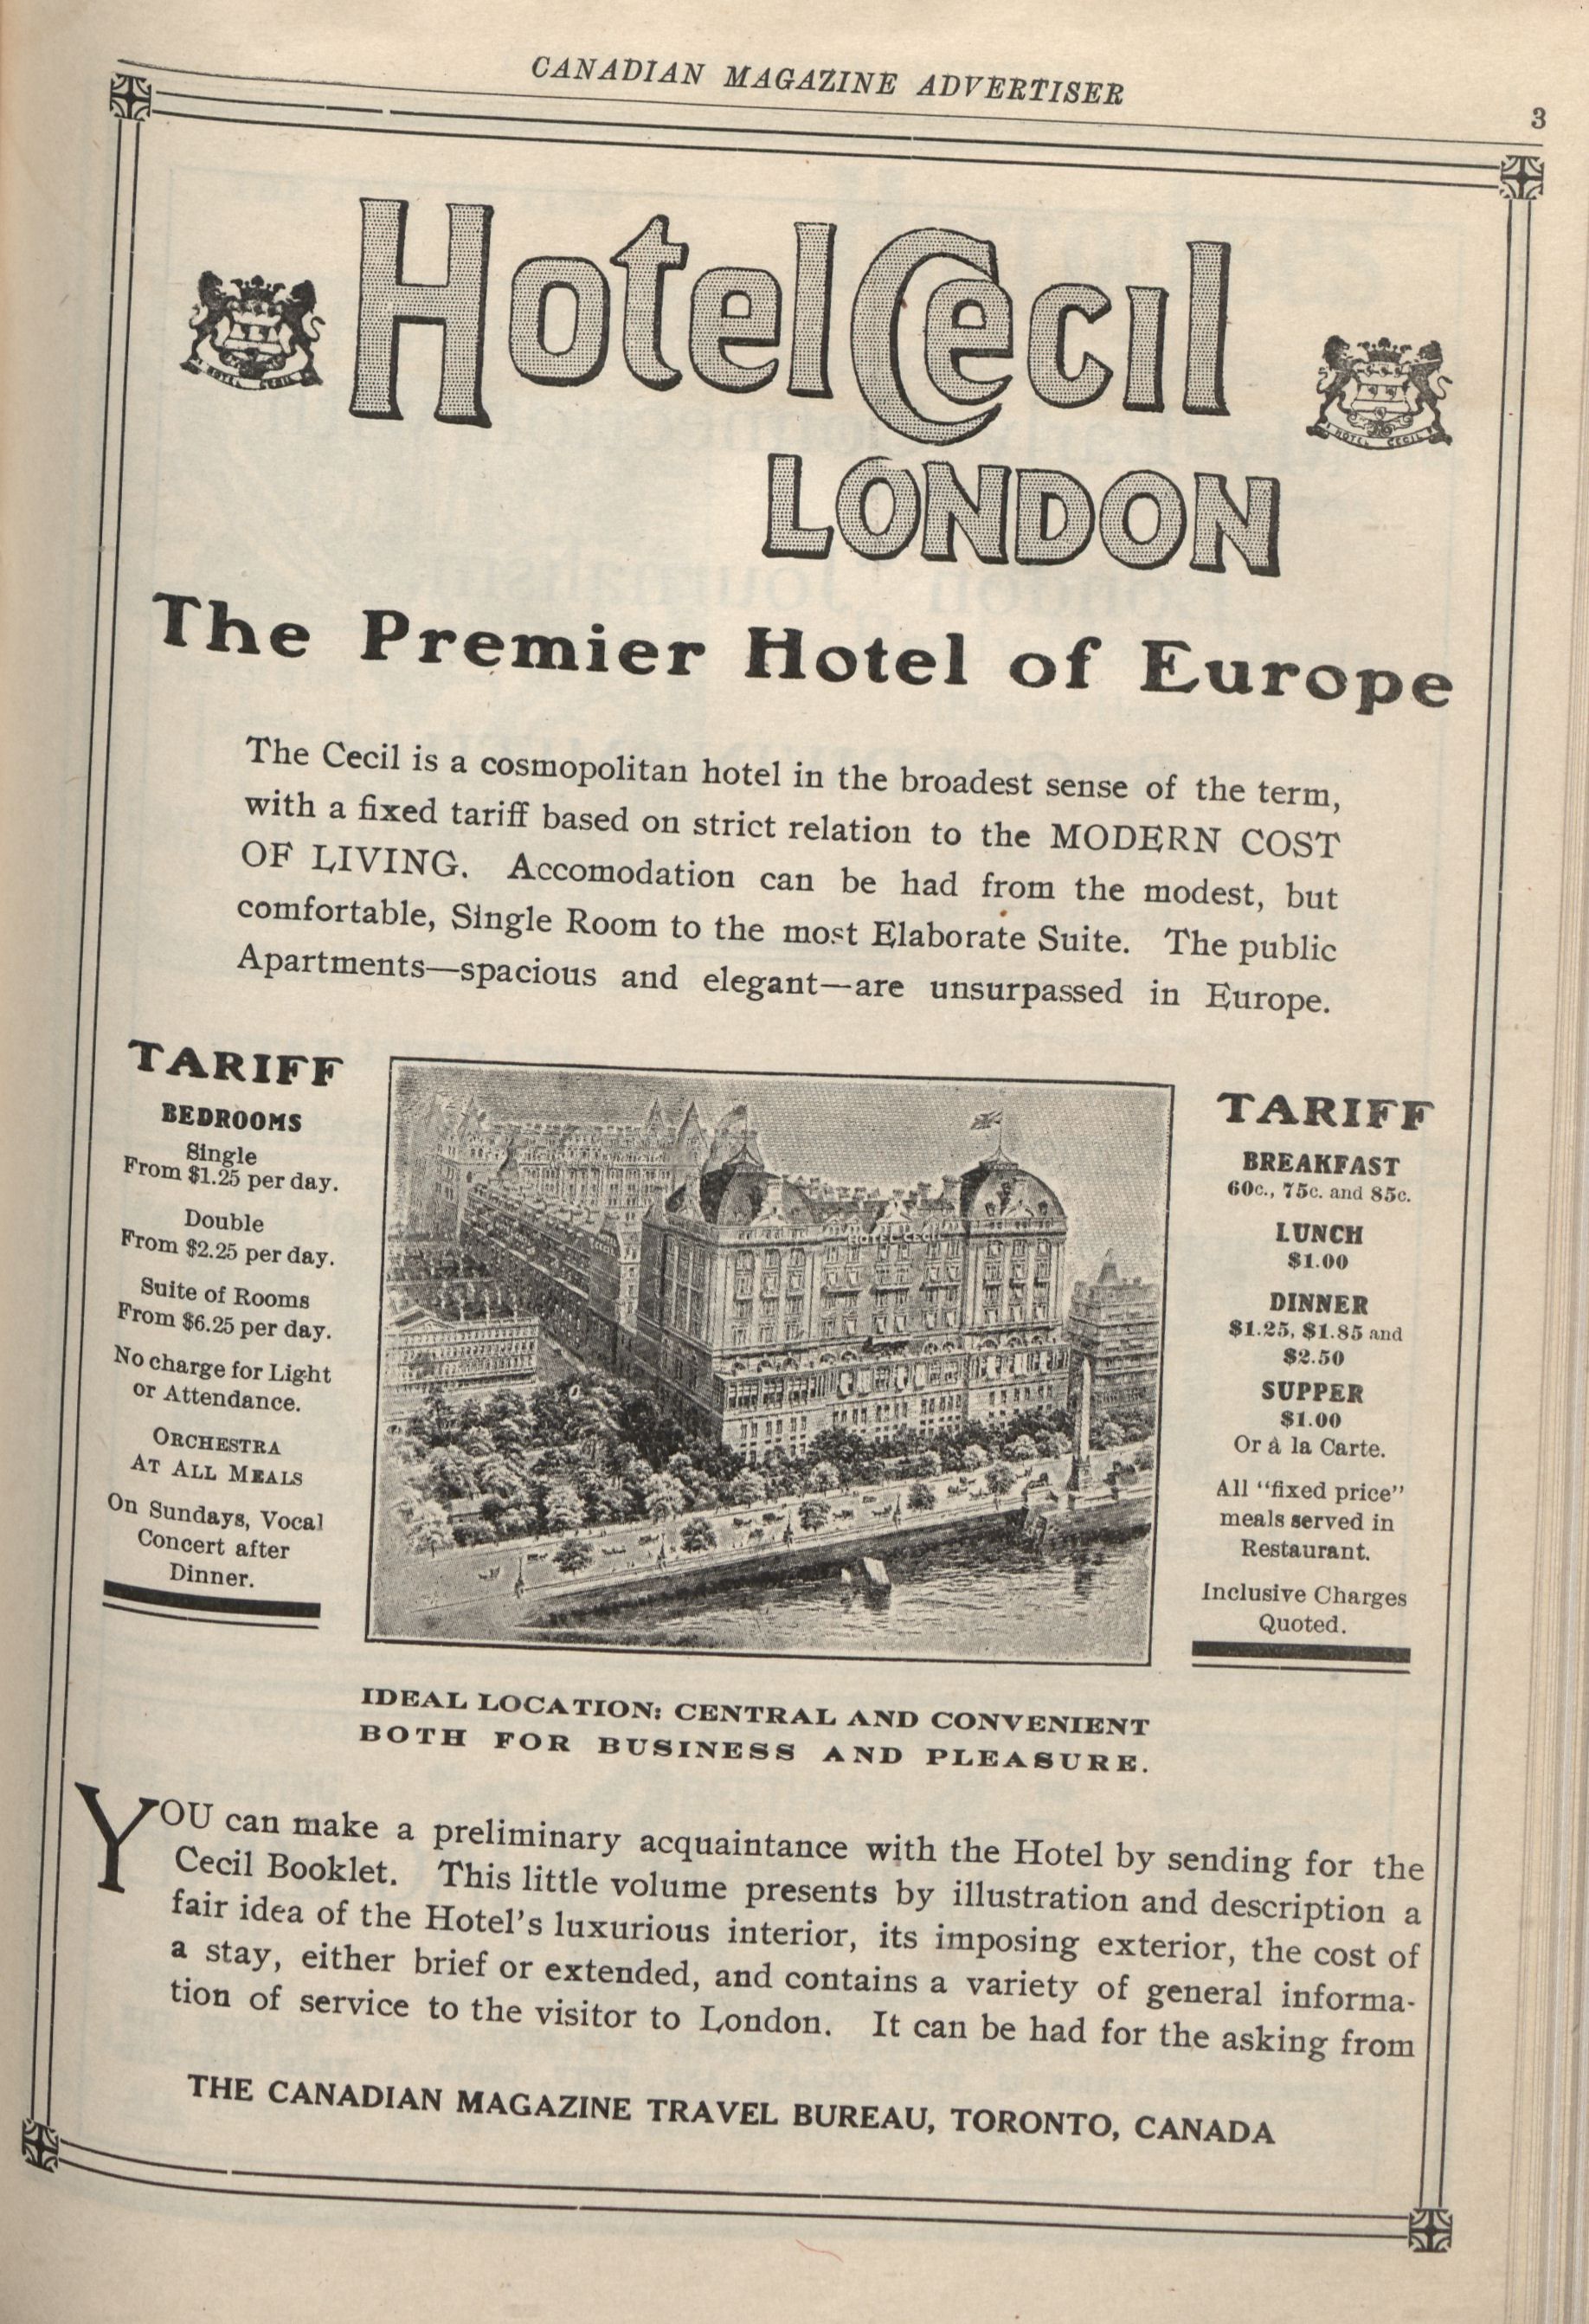 CANADIAN MAGAZINE ADVERTISER
3
Hotel Cecil
HOTEL CECIL
HOTEL CECIL
LONDON
The Premier Hotel of Europe
The Cecil is a cosmopolitan hotel in the broadest sense of the term,
with a fixed tariff based on strict relation to the MODERN COST
OF LIVING. Accomodation can be had from the modest, but
comfortable, Single Room to the most Elaborate Suite. The public
Apartments—spacious and elegant—are unsurpassed in Europe.
TARIFF
BEDROOMS
Single
From $1.25 per day.
Double
From $2.25 per day.
Suite of Rooms
From $6.25 per day.
No charge for Light
or Attendance.
ORCHESTRA
AT ALL MEALS
On Sundays, Vocal
Concert after
Dinner.
HOTEL CECIL
TARIFF
BREAKFAST
60c., 75c. and 85c.
LUNCH
$1.00
DINNER
$1.25, $1.85 and
$2.50
SUPPER
$1.00
Or à la Carte.
All “fixed price”
meals served in
Restaurant.
Inclusive Charges
Quoted.
IDEAL LOCATION: CENTRAL AND CONVENIENT
BOTH FOR BUSINESS AND PLEASURE.
YOU can make a preliminary acquaintance with the Hotel by sending for the
Cecil Booklet. This little volume presents by illustration and description a
fair idea of the Hotel's luxurious interior, its imposing exterior, the cost of
a stay, either brief or extended, and contains a variety of general informa-
tion of service to the visitor to London. It can be had for the asking from
THE CANADIAN MAGAZINE TRAVEL BUREAU, TORONTO, CANADA